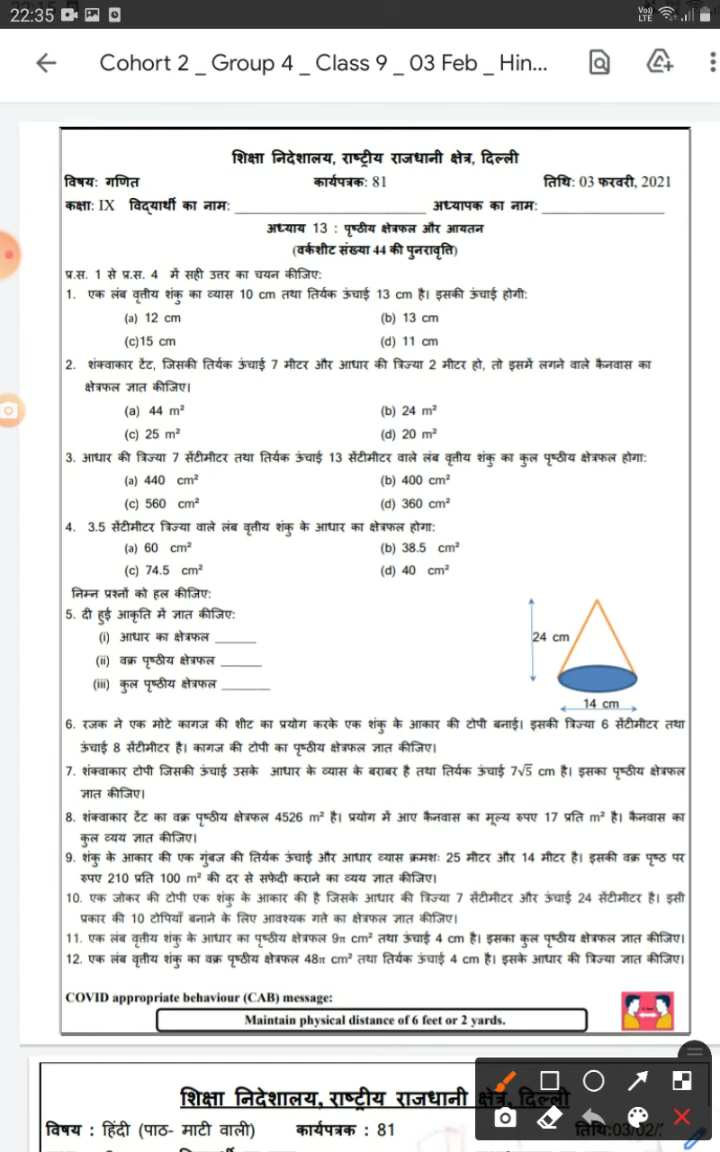 22:35
Vo) LTE
Cohort 2 _ Group 4 _ Class 9 _ 03 Feb _ Hin...
शिक्षा निदेशालय, राष्ट्रीय राजधानी क्षेत्र, दिल्ली
विषय: गणित कार्यपत्रक: 81 तिथि: 03 फरवरी, 2021
कक्षा: IX विद्यार्थी का नाम: ____________ अध्यापक का नाम: ____________
अध्याय 13 : पृष्ठीय क्षेत्रफल और आयतन
(वर्कशीट संख्या 44 की पुनरावृत्ति)
प्र.स. 1 से प्र.स. 4 में सही उत्तर का चयन कीजिए:
1. एक लंब वृत्तीय शंकु का व्यास 10 cm तथा तिर्यक ऊंचाई 13 cm है। इसकी ऊंचाई होगी:
(a) 12 cm (b) 13 cm
(c)15 cm (d) 11 cm
2. शंक्वाकार टेंट, जिसकी तिर्यक ऊंचाई 7 मीटर और आधार की त्रिज्या 2 मीटर हो, तो इसमें लगने वाले कैनवास का
क्षेत्रफल ज्ञात कीजिए।
(a) 44 m² (b) 24 m²
(c) 25 m² (d) 20 m²
3. आधार की त्रिज्या 7 सेंटीमीटर तथा तिर्यक ऊंचाई 13 सेंटीमीटर वाले लंब वृत्तीय शंकु का कुल पृष्ठीय क्षेत्रफल होगा:
(a) 440 cm² (b) 400 cm²
(c) 560 cm² (d) 360 cm²
4. 3.5 सेंटीमीटर त्रिज्या वाले लंब वृत्तीय शंकु के आधार का क्षेत्रफल होगा:
(a) 60 cm² (b) 38.5 cm²
(c) 74.5 cm² (d) 40 cm²
निम्न प्रश्नों को हल कीजिए:
5. दी हुई आकृति में ज्ञात कीजिए:
(i) आधार का क्षेत्रफल ______
24 cm
(ii) वक्र पृष्ठीय क्षेत्रफल ______
(iii) कुल पृष्ठीय क्षेत्रफल ______
14 cm
6. रजक ने एक मोटे कागज की शीट का प्रयोग करके एक शंकु के आकार की टोपी बनाई। इसकी त्रिज्या 6 सेंटीमीटर तथा
ऊंचाई 8 सेंटीमीटर है। कागज की टोपी का पृष्ठीय क्षेत्रफल ज्ञात कीजिए।
7. शंक्वाकार टोपी जिसकी ऊंचाई उसके आधार के व्यास के बराबर है तथा तिर्यक ऊंचाई 7√5 cm है। इसका पृष्ठीय क्षेत्रफल
ज्ञात कीजिए।
8. शंक्वाकार टेंट का वक्र पृष्ठीय क्षेत्रफल 4526 m² है। प्रयोग में आए कैनवास का मूल्य रुपए 17 प्रति m² है। कैनवास का
कुल व्यय ज्ञात कीजिए।
9. शंकु के आकार की एक गुंबज की तिर्यक ऊंचाई और आधार व्यास क्रमशः 25 मीटर और 14 मीटर है। इसकी वक्र पृष्ठ पर
रुपए 210 प्रति 100 m² की दर से सफेदी कराने का व्यय ज्ञात कीजिए।
10. एक जोकर की टोपी एक शंकु के आकार की है जिसके आधार की त्रिज्या 7 सेंटीमीटर और ऊंचाई 24 सेंटीमीटर है। इसी
प्रकार की 10 टोपियाँ बनाने के लिए आवश्यक गत्ते का क्षेत्रफल ज्ञात कीजिए।
11. एक लंब वृत्तीय शंकु के आधार का पृष्ठीय क्षेत्रफल 9π cm² तथा ऊंचाई 4 cm है। इसका कुल पृष्ठीय क्षेत्रफल ज्ञात कीजिए।
12. एक लंब वृत्तीय शंकु का वक्र पृष्ठीय क्षेत्रफल 48π cm² तथा तिर्यक ऊंचाई 4 cm है। इसके आधार की त्रिज्या ज्ञात कीजिए।
COVID appropriate behaviour (CAB) message:
Maintain physical distance of 6 feet or 2 yards.
शिक्षा निदेशालय, राष्ट्रीय राजधानी क्षेत्र, दिल्ली
विषय : हिंदी (पाठ- माटी वाली) कार्यपत्रक : 81 तिथि:03/02/